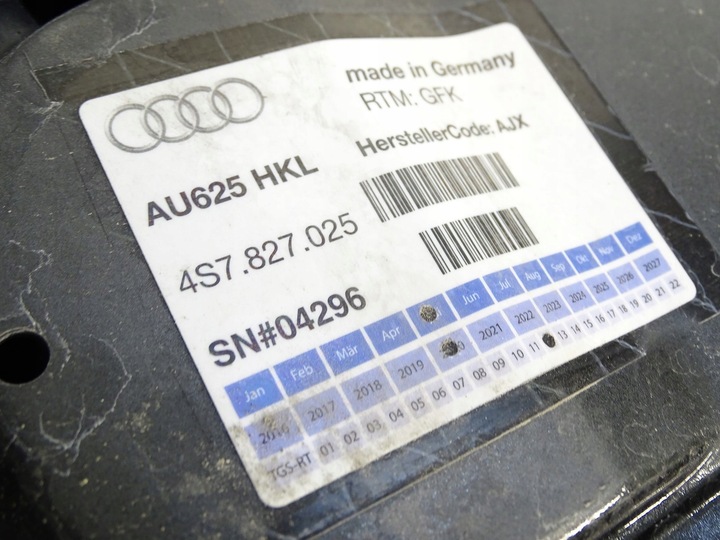 made in Germany
RTM: GFK
HerstellerCode: AJX
AU625 HKL
4S7.827.025
SN#04296
Jan Feb Mär Apr Jun Jul Aug Sep Okt Nov Dez
2016 2017 2018 2019 2021 2022 2023 2024 2025 2026 2027
TGS-RT 01 02 03 04 05 06 07 08 09 10 11 13 14 15 16 17 18 19 20 21 22